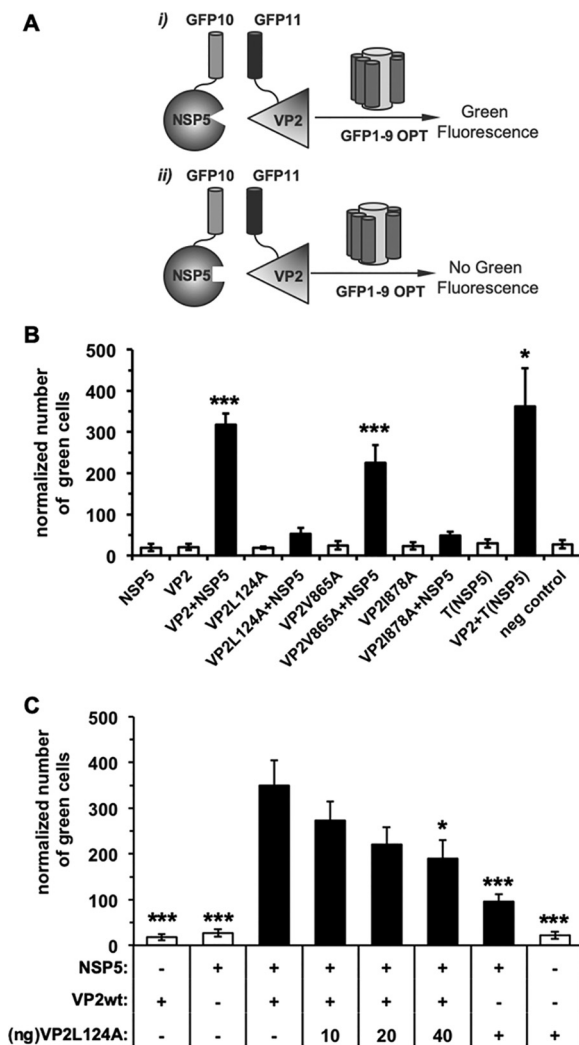 A
i)
GFP10 GFP11
NSP5
VP2
GFP1-9 OPT
Green
Fluorescence
ii)
GFP10 GFP11
NSP5
VP2
GFP1-9 OPT
No Green
Fluorescence
B
normalized number
of green cells
500
400
300
200
100
0
***
***
*
NSP5
VP2
VP2+NSP5
VP2L124A
VP2L124A+NSP5
VP2V865A
VP2V865A+NSP5
VP2I878A
VP2I878A+NSP5
T(NSP5)
VP2+T(NSP5)
neg control
C
normalized number
of green cells
500
400
300
200
100
0
*** *** * *** ***
NSP5: - + + + + + + -
VP2wt: + - + + + + - -
(ng)VP2L124A: - - - 10 20 40 + +